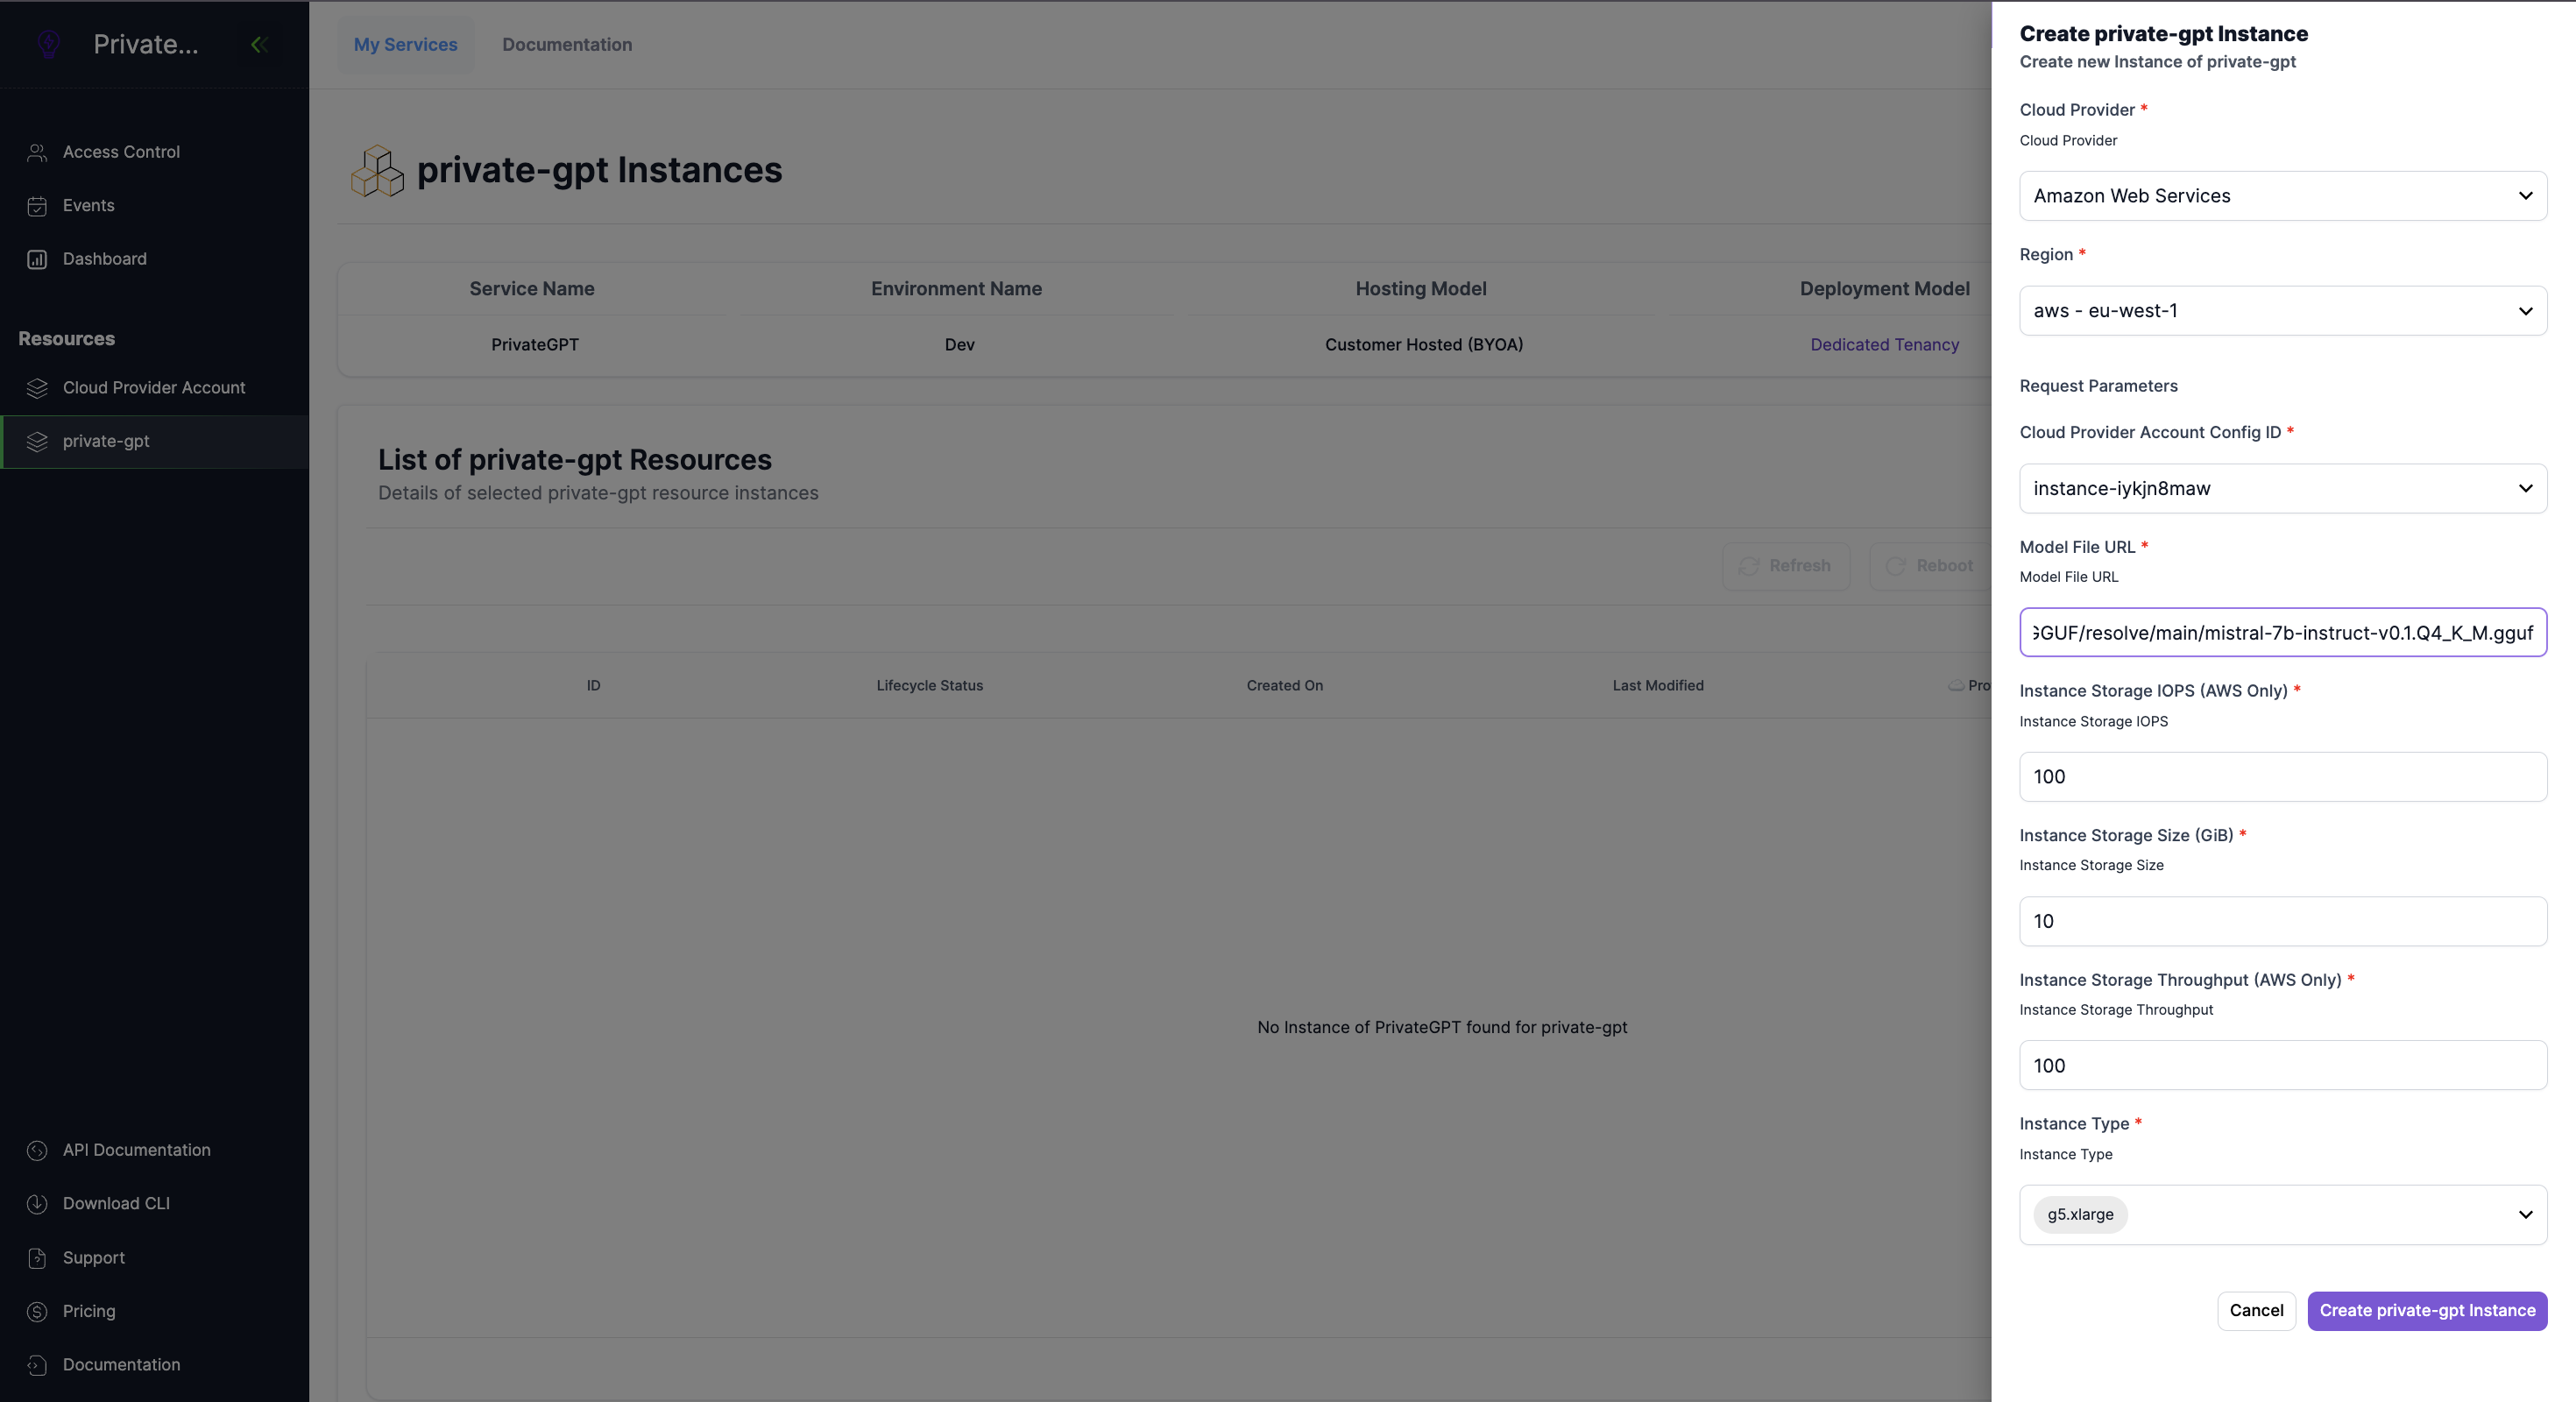 Private...
Access Control
Events
Dashboard
Resources
Cloud Provider Account
private-gpt
API Documentation
Download CLI
Support
Pricing
Documentation
My Services
Documentation
private-gpt Instances
Service Name
Environment Name
Hosting Model
Deployment Model
PrivateGPT
Dev
Customer Hosted (BYOA)
Dedicated Tenancy
List of private-gpt Resources
Details of selected private-gpt resource instances
Refresh
Reboot
ID
Lifecycle Status
Created On
Last Modified
Pro
No Instance of PrivateGPT found for private-gpt
Create private-gpt Instance
Create new Instance of private-gpt
Cloud Provider *
Cloud Provider
Amazon Web Services
Region *
aws - eu-west-1
Request Parameters
Cloud Provider Account Config ID *
instance-iykjn8maw
Model File URL *
Model File URL
GGUF/resolve/main/mistral-7b-instruct-v0.1.Q4_K_M.gguf
Instance Storage IOPS (AWS Only) *
Instance Storage IOPS
100
Instance Storage Size (GiB) *
Instance Storage Size
10
Instance Storage Throughput (AWS Only) *
Instance Storage Throughput
100
Instance Type *
Instance Type
g5.xlarge
Cancel
Create private-gpt Instance